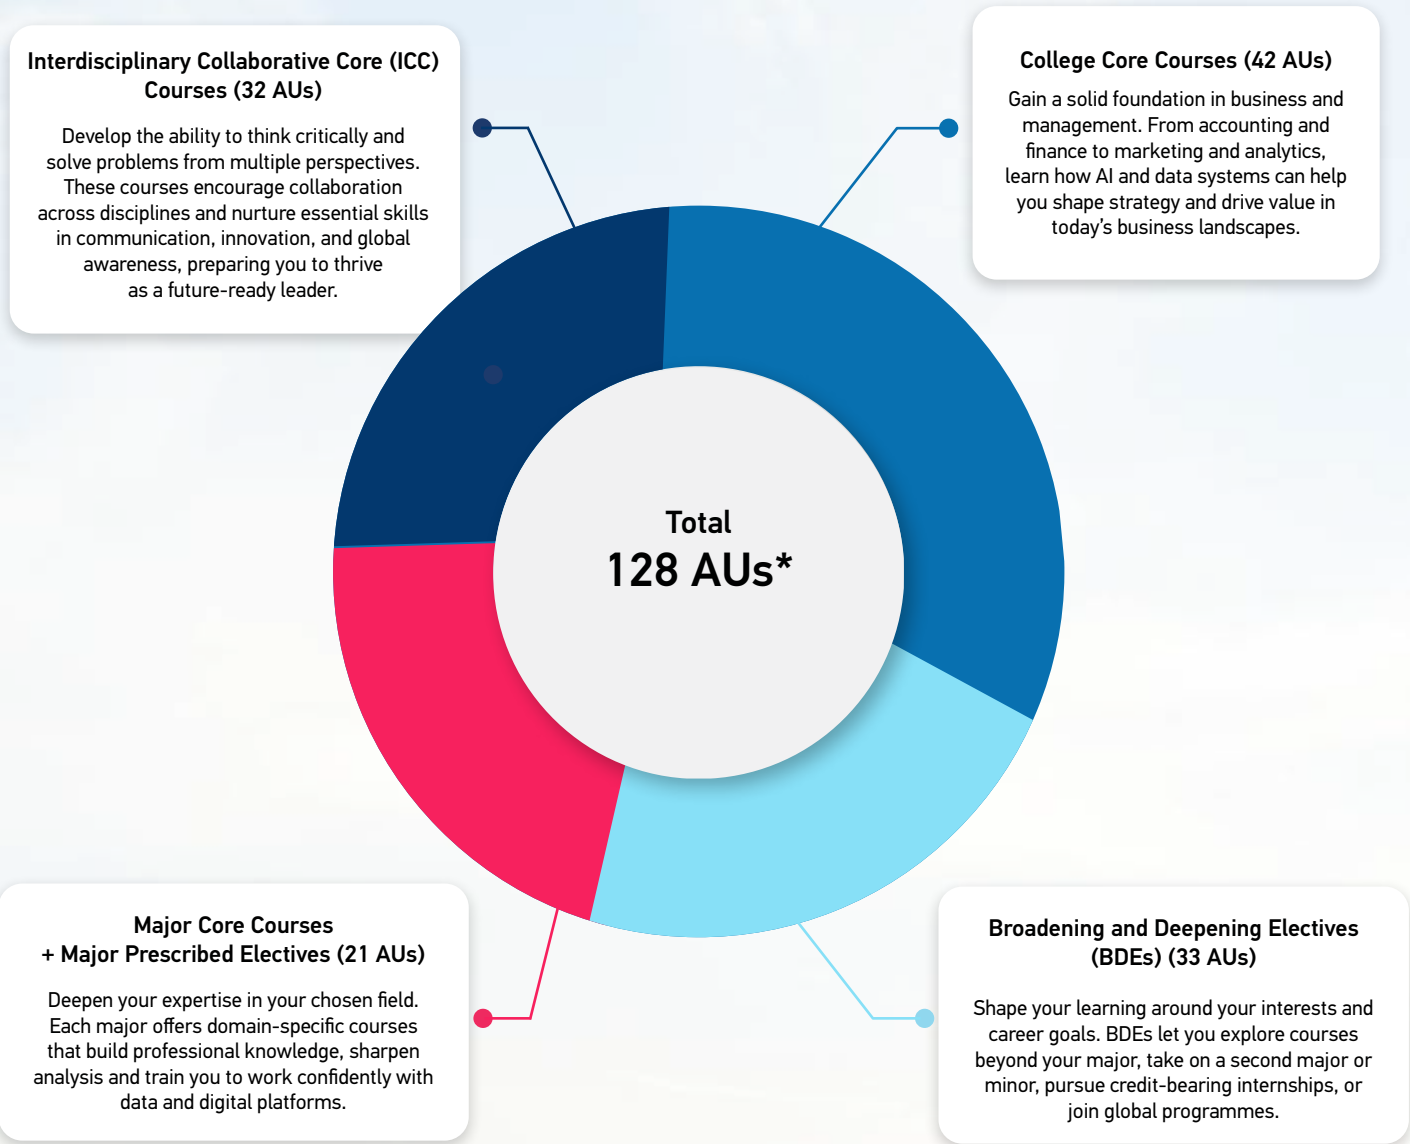 Interdisciplinary Collaborative Core (ICC)
Courses (32 AUs)
Develop the ability to think critically and
solve problems from multiple perspectives.
These courses encourage collaboration
across disciplines and nurture essential skills
in communication, innovation, and global
awareness, preparing you to thrive
as a future-ready leader.
College Core Courses (42 AUs)
Gain a solid foundation in business and
management. From accounting and
finance to marketing and analytics,
learn how AI and data systems can help
you shape strategy and drive value in
today’s business landscapes.
Total
128 AUs*
Major Core Courses
+ Major Prescribed Electives (21 AUs)
Deepen your expertise in your chosen field.
Each major offers domain-specific courses
that build professional knowledge, sharpen
analysis and train you to work confidently with
data and digital platforms.
Broadening and Deepening Electives
(BDEs) (33 AUs)
Shape your learning around your interests and
career goals. BDEs let you explore courses
beyond your major, take on a second major or
minor, pursue credit-bearing internships, or
join global programmes.